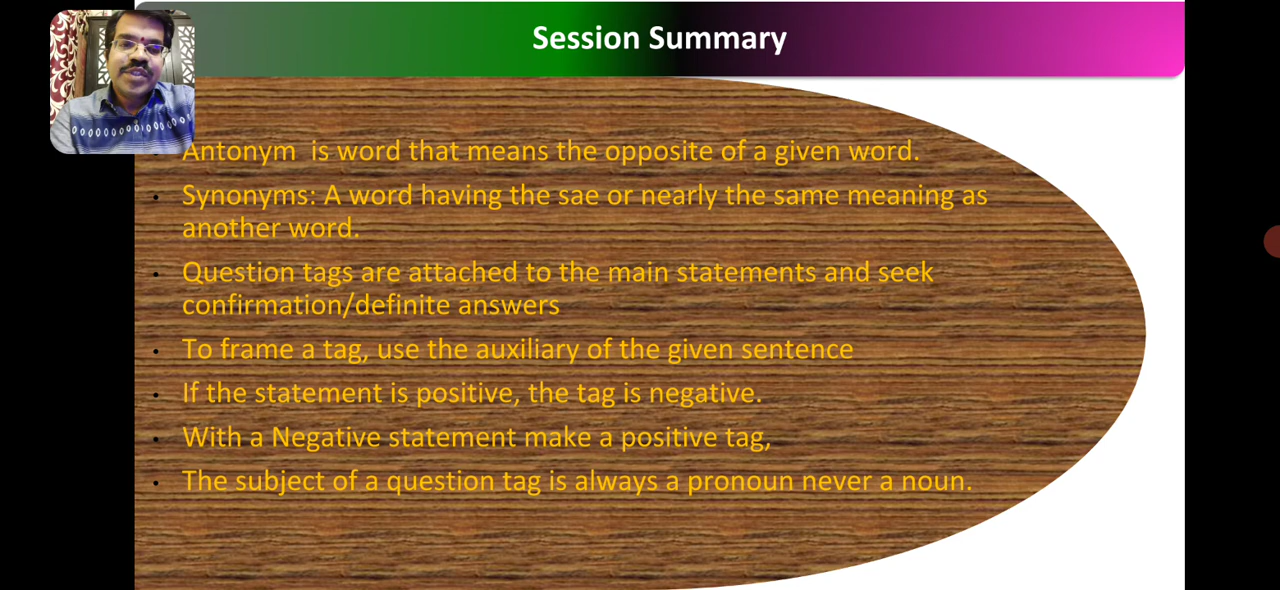 Session Summary
Antonym is word that means the opposite of a given word.
Synonyms: A word having the sae or nearly the same meaning as
another word.
Question tags are attached to the main statements and seek
confirmation/definite answers
To frame a tag, use the auxiliary of the given sentence
If the statement is positive, the tag is negative.
With a Negative statement make a positive tag,
The subject of a question tag is always a pronoun never a noun.